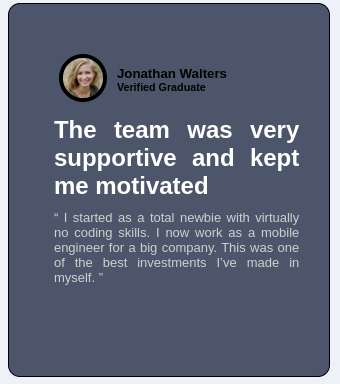 Jonathan Walters
Verified Graduate
The team was very
supportive and kept
me motivated
“ I started as a total newbie with virtually
no coding skills. I now work as a mobile
engineer for a big company. This was one
of the best investments I’ve made in
myself. ”